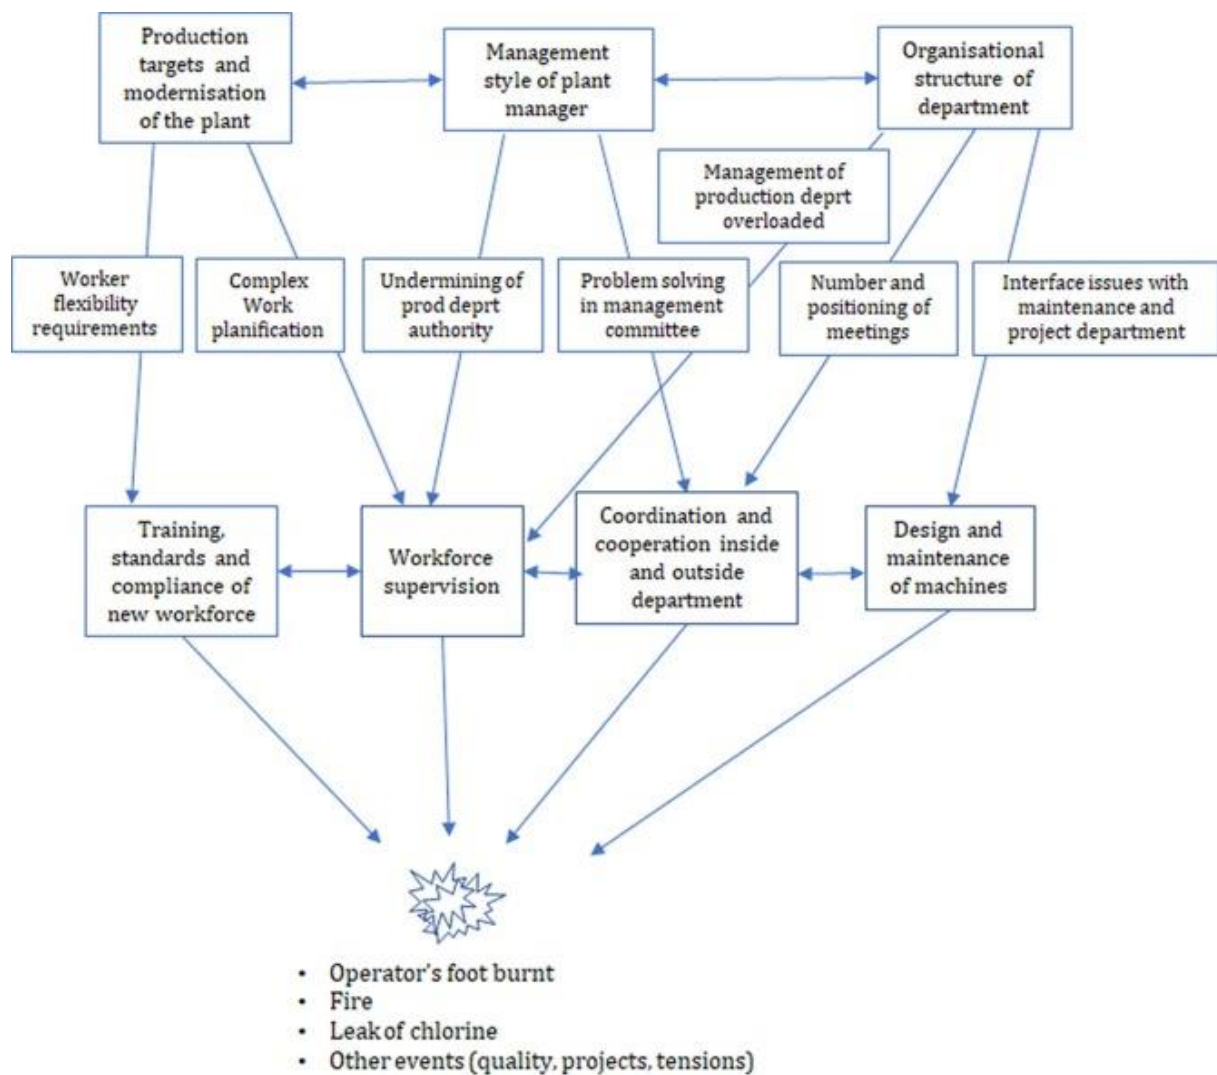 Production
targets and
modernisation
of the plant
Management
style of plant
manager
Organisational
structure of
department
Management of
production deprt
overloaded
Worker
flexibility
requirements
Complex
Work
planification
Undermining of
prod deprt
authority
Problem solving
in management
committee
Number and
positioning of
meetings
Interface issues with
maintenance and
project department
Training,
standards and
compliance of
new workforce
Workforce
supervision
Coordination and
cooperation inside
and outside
department
Design and
maintenance
of machines
• Operator's foot burnt
• Fire
• Leak of chlorine
• Other events (quality, projects, tensions)